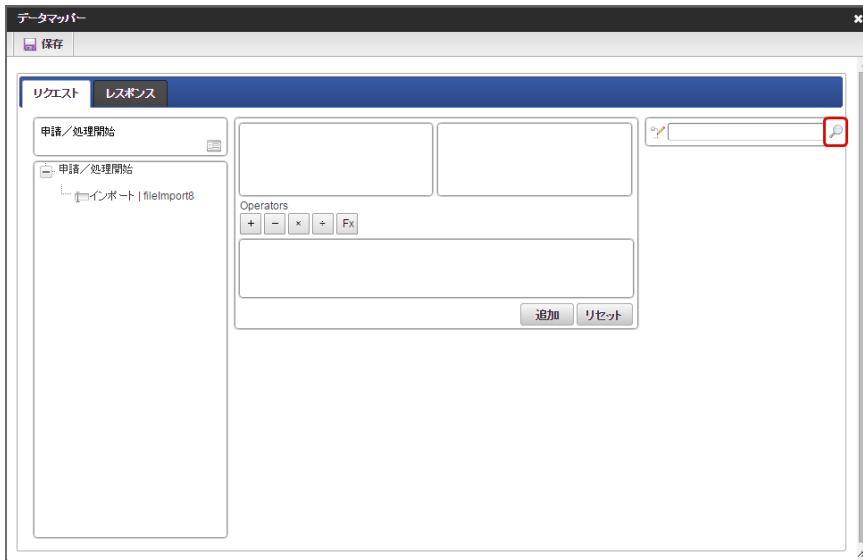 データマッパー
保存
リクエスト レスポンス
申請／処理開始
申請／処理開始
インポート | fileImport8
Operators
+ − × ÷ Fx
追加 リセット